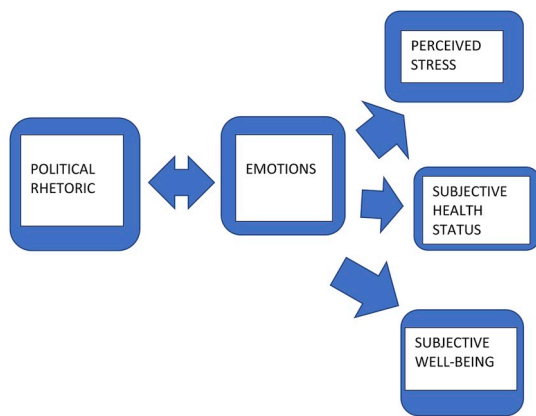 POLITICAL
RHETORIC
EMOTIONS
PERCEIVED
STRESS
SUBJECTIVE
HEALTH
STATUS
SUBJECTIVE
WELL-BEING